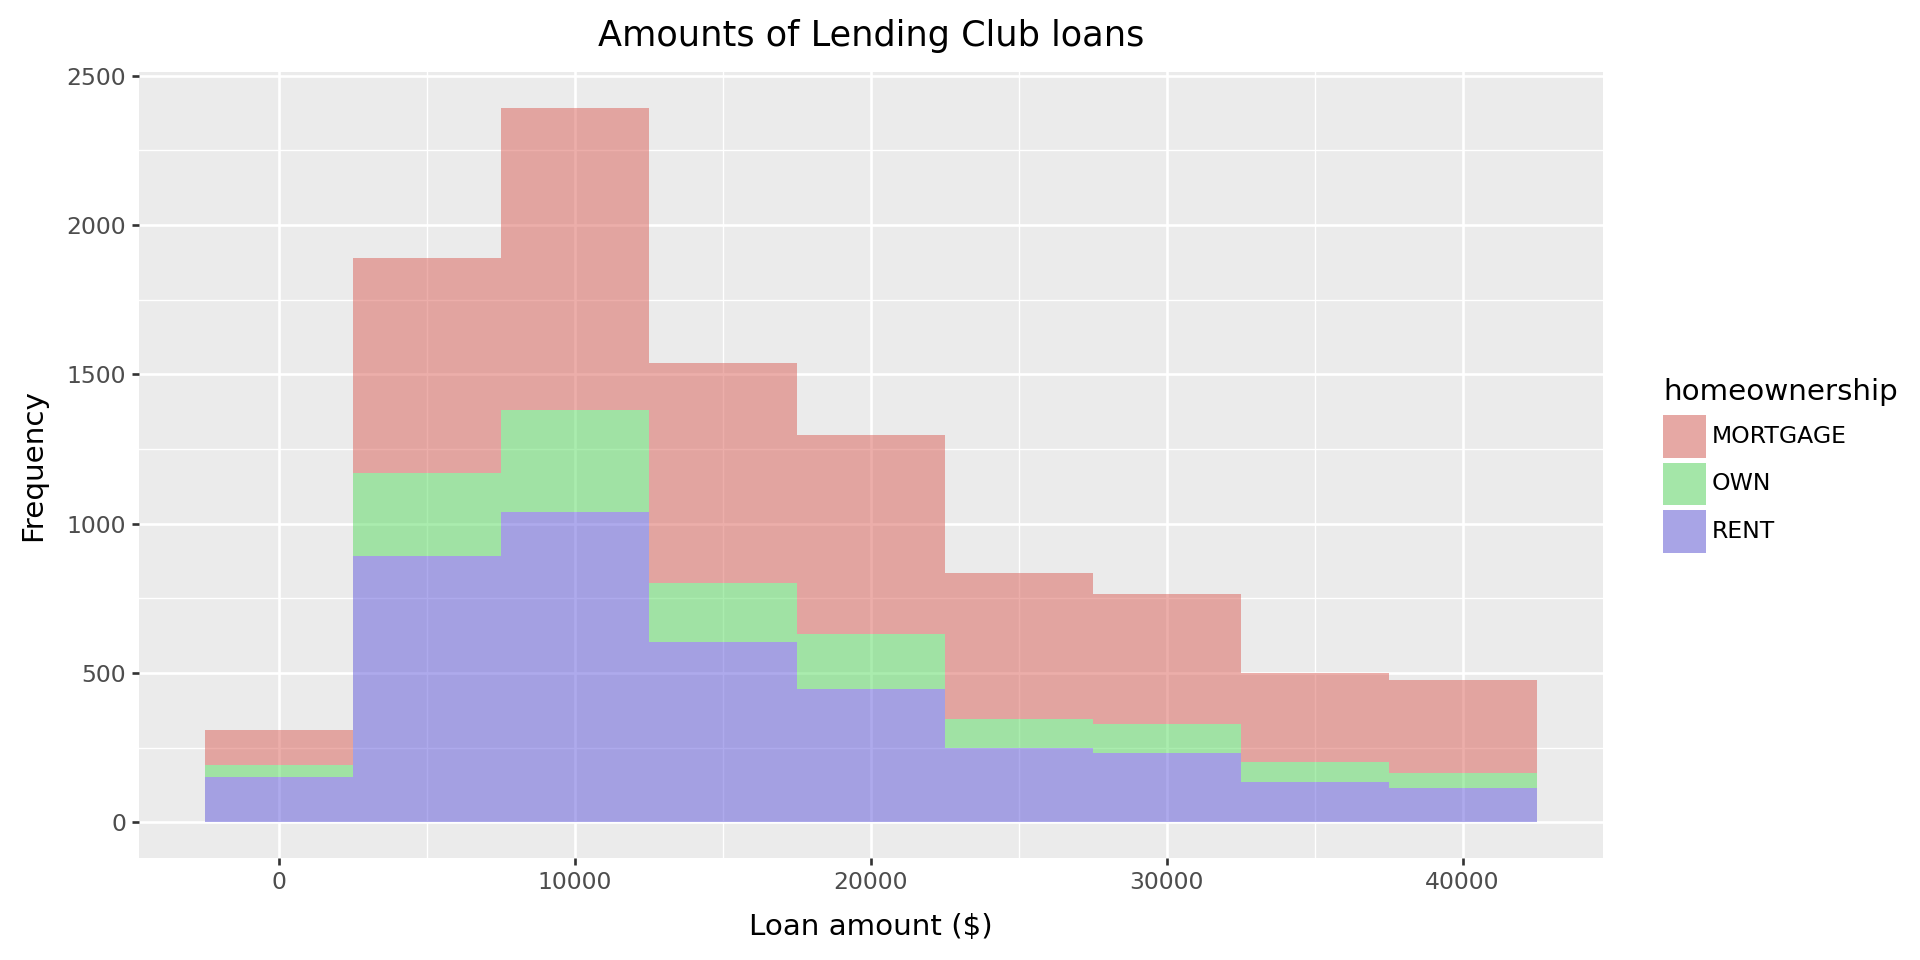 Amounts of Lending Club loans
2500
2000
1500
1000
500
0
Frequency
0 10000 20000 30000 40000
Loan amount ($)
homeownership
MORTGAGE
OWN
RENT